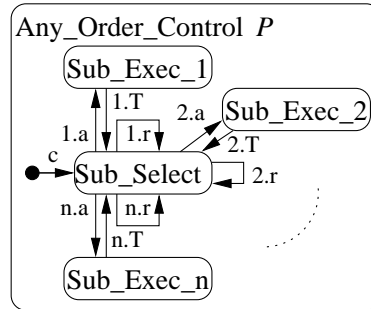 Any_Order_Control P
Sub_Exec_1
1.T
2.a
Sub_Exec_2
1.a
1.r
2.T
c
Sub_Select
2.r
n.a
n.r
n.T
Sub_Exec_n